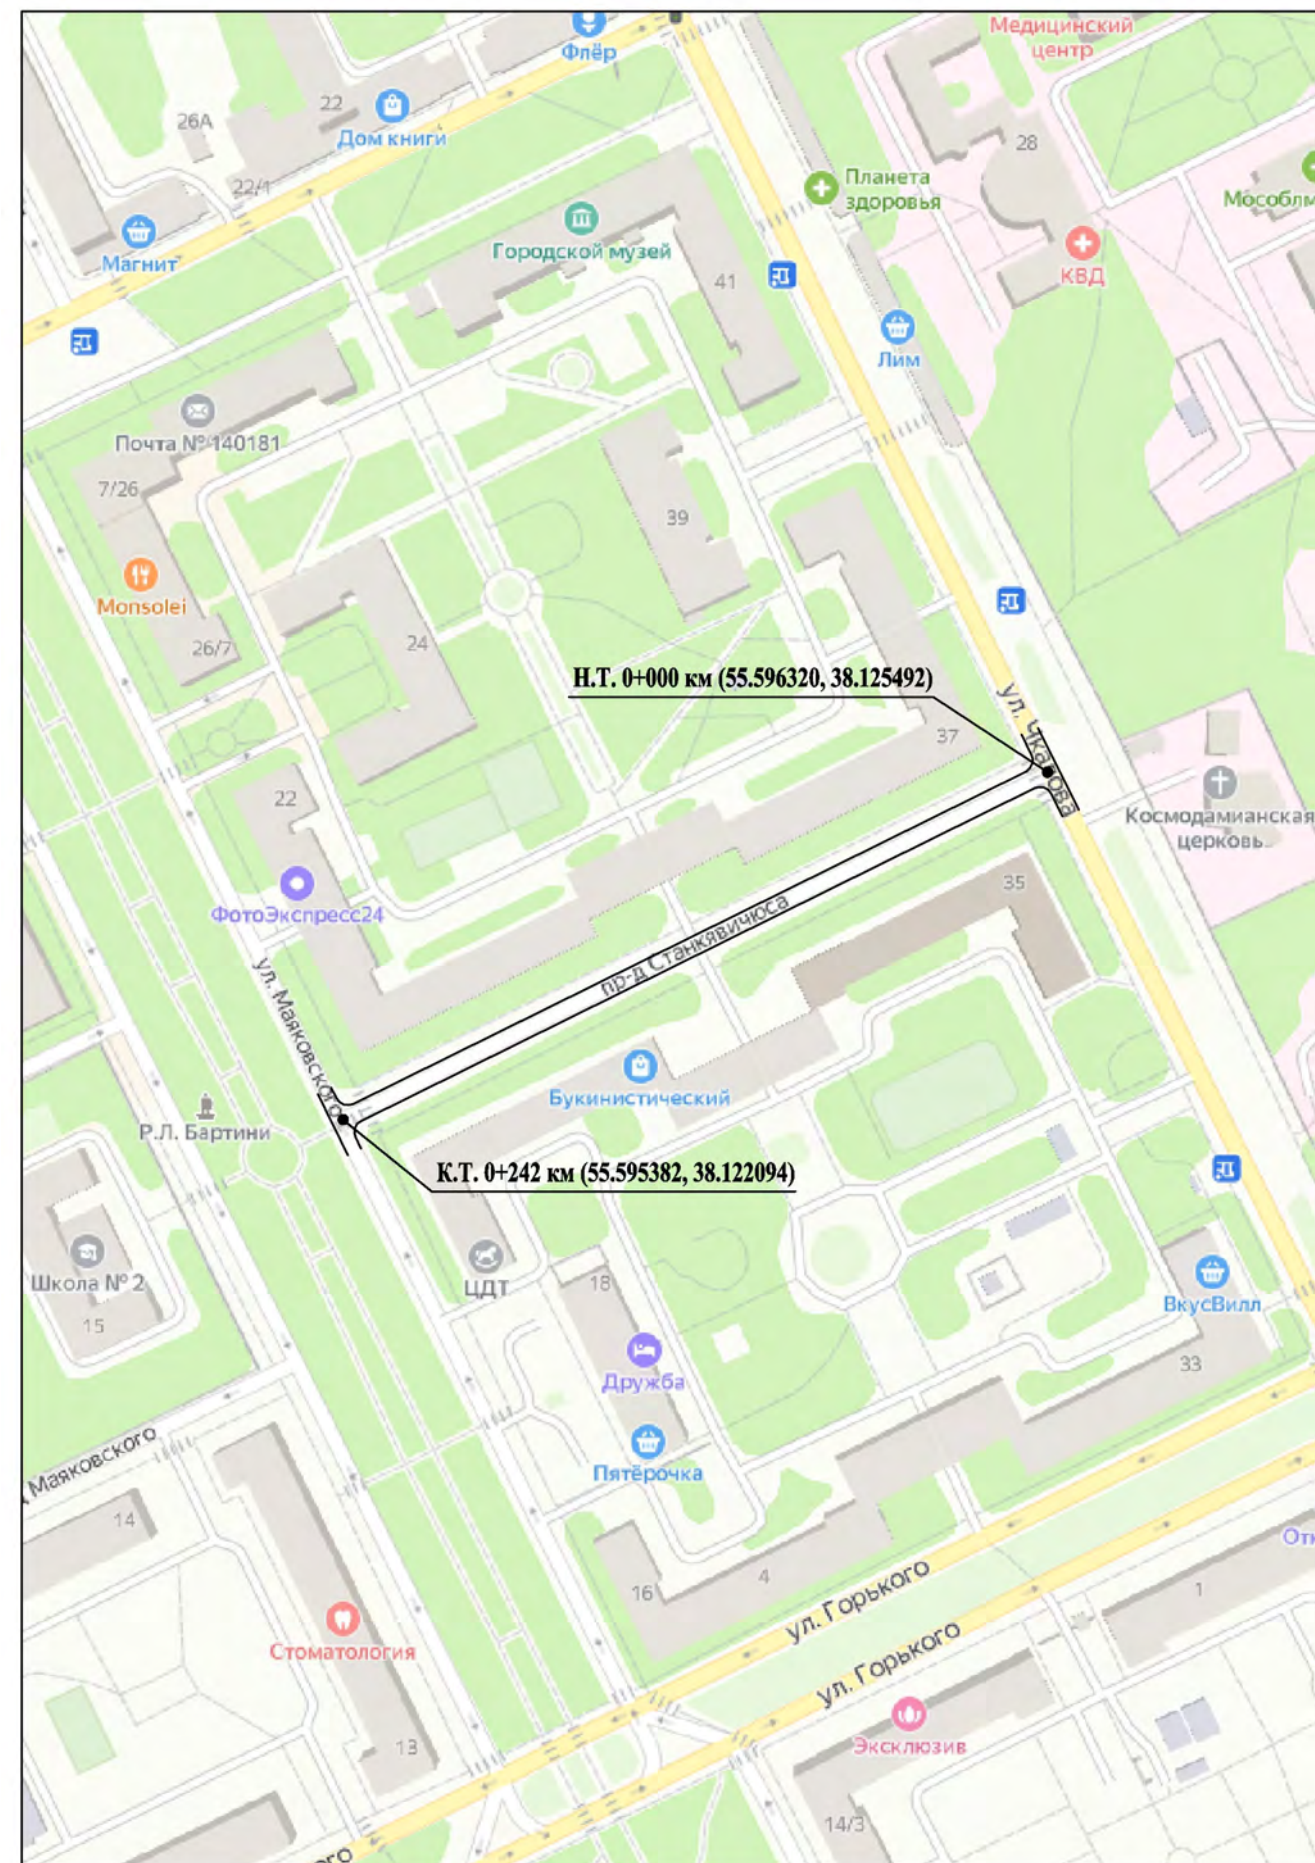 Флёр
Медицинский
центр
22
26А
Дом книги
28
Планета
здоровья
22/1
Городской музей
Магнит
КВД
41
Лим
Почта № 140181
7/26
39
Monsolei
26/7
24
Н.Т. 0+000 км (55.596320, 38.125492)
ул. Чкалова
37
22
Космодамианская
церковь
35
ФотоЭкспресс24
пр-д Станкявичюса
ул. Маяковского
Букинистический
Р.Л. Бартини
К.Т. 0+242 км (55.595382, 38.122094)
Школа № 2
ЦДТ
18
ВкусВилл
15
33
Дружба
Маяковского
Пятёрочка
14
16
4
ул. Горького
1
Стоматология
ул. Горького
13
Эксклюзив
14/3